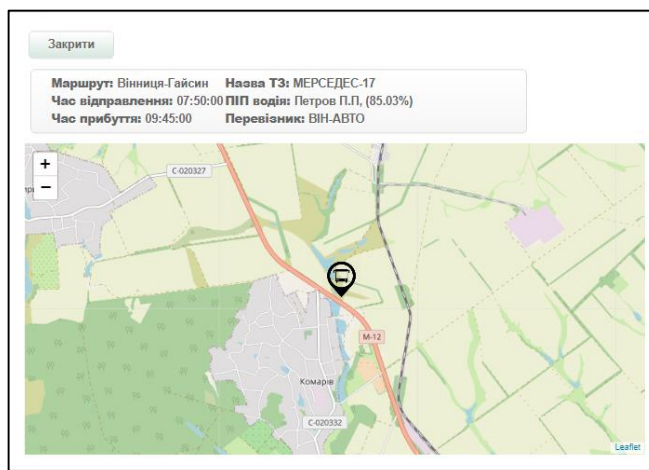 Закрити
Маршрут: Вінниця-Гайсин Назва ТЗ: МЕРСЕДЕС-17
Час відправлення: 07:50:00 ПІП водія: Петров П.П, (85.03%)
Час прибуття: 09:45:00 Перевізник: ВІН-АВТО
+
−
С-020327
М-12
Комарів
С-020332
Leaflet